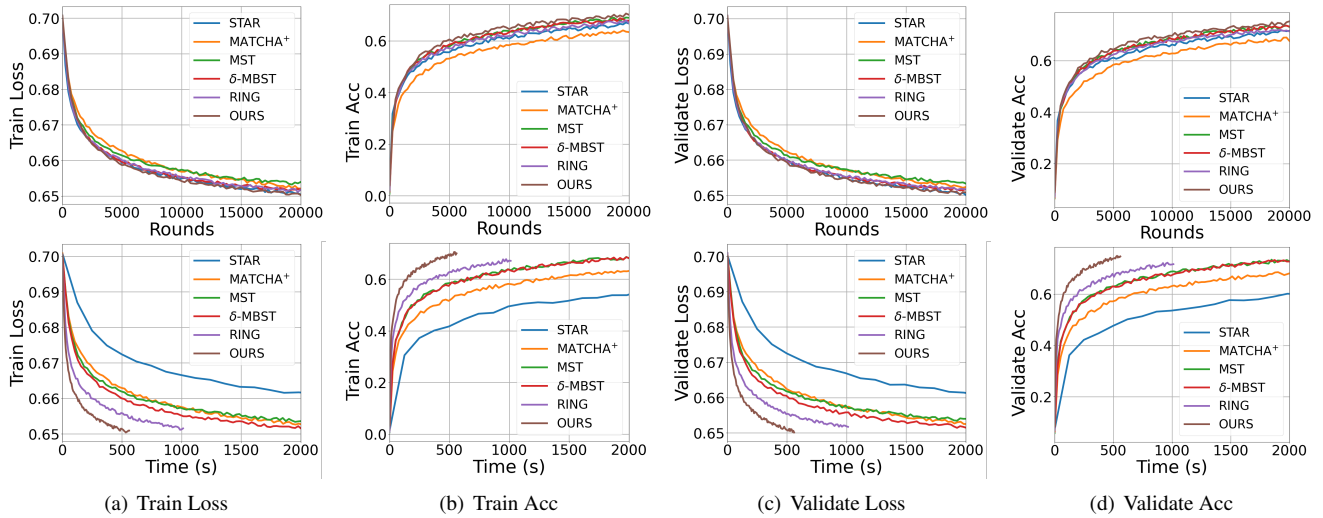 0.70
0.69
0.68
0.67
0.66
0.65
Train Loss
STAR
MATCHA+
MST
δ-MBST
RING
OURS
0 5000 10000 15000 20000
Rounds
0.6
0.4
0.2
0.0
Train Acc
STAR
MATCHA+
MST
δ-MBST
RING
OURS
0 5000 10000 15000 20000
Rounds
0.70
0.69
0.68
0.67
0.66
0.65
Validate Loss
STAR
MATCHA+
MST
δ-MBST
RING
OURS
0 5000 10000 15000 20000
Rounds
0.6
0.4
0.2
Validate Acc
STAR
MATCHA+
MST
δ-MBST
RING
OURS
0 5000 10000 15000 20000
Rounds
0.70
0.69
0.68
0.67
0.66
0.65
Train Loss
STAR
MATCHA+
MST
δ-MBST
RING
OURS
0 500 1000 1500 2000
Time (s)
0.6
0.4
0.2
0.0
Train Acc
STAR
MATCHA+
MST
δ-MBST
RING
OURS
0 500 1000 1500 2000
Time (s)
0.70
0.69
0.68
0.67
0.66
0.65
Validate Loss
STAR
MATCHA+
MST
δ-MBST
RING
OURS
0 500 1000 1500 2000
Time (s)
0.6
0.4
0.2
Validate Acc
STAR
MATCHA+
MST
δ-MBST
RING
OURS
0 500 1000 1500 2000
Time (s)
(a) Train Loss
(b) Train Acc
(c) Validate Loss
(d) Validate Acc